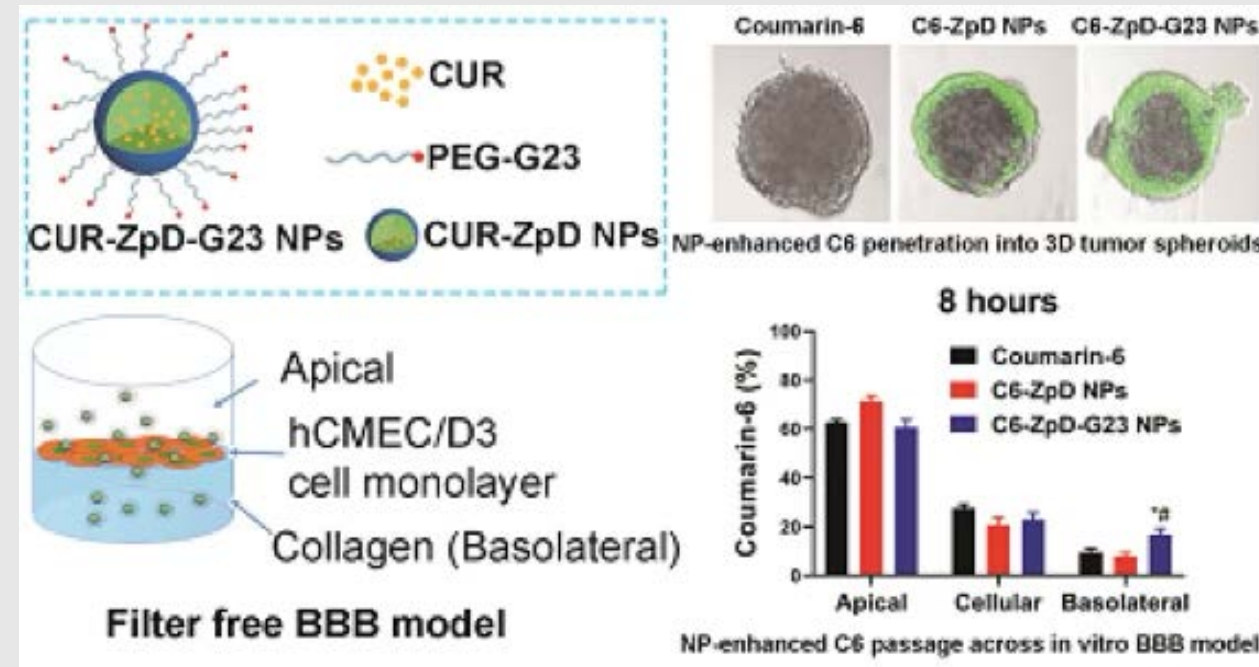 CUR
PEG-G23
CUR-ZpD-G23 NPs
CUR-ZpD NPs
Coumarin-6
C6-ZpD NPs
C6-ZpD-G23 NPs
NP-enhanced C6 penetration into 3D tumor spheroids
Apical
hCMEC/D3
cell monolayer
Collagen (Basolateral)
Filter free BBB model
8 hours
Coumarin-6 (%)
100
80
60
40
20
0
Coumarin-6
C6-ZpD NPs
C6-ZpD-G23 NPs
*#
Apical
Cellular
Basolateral
NP-enhanced C6 passage across in vitro BBB model